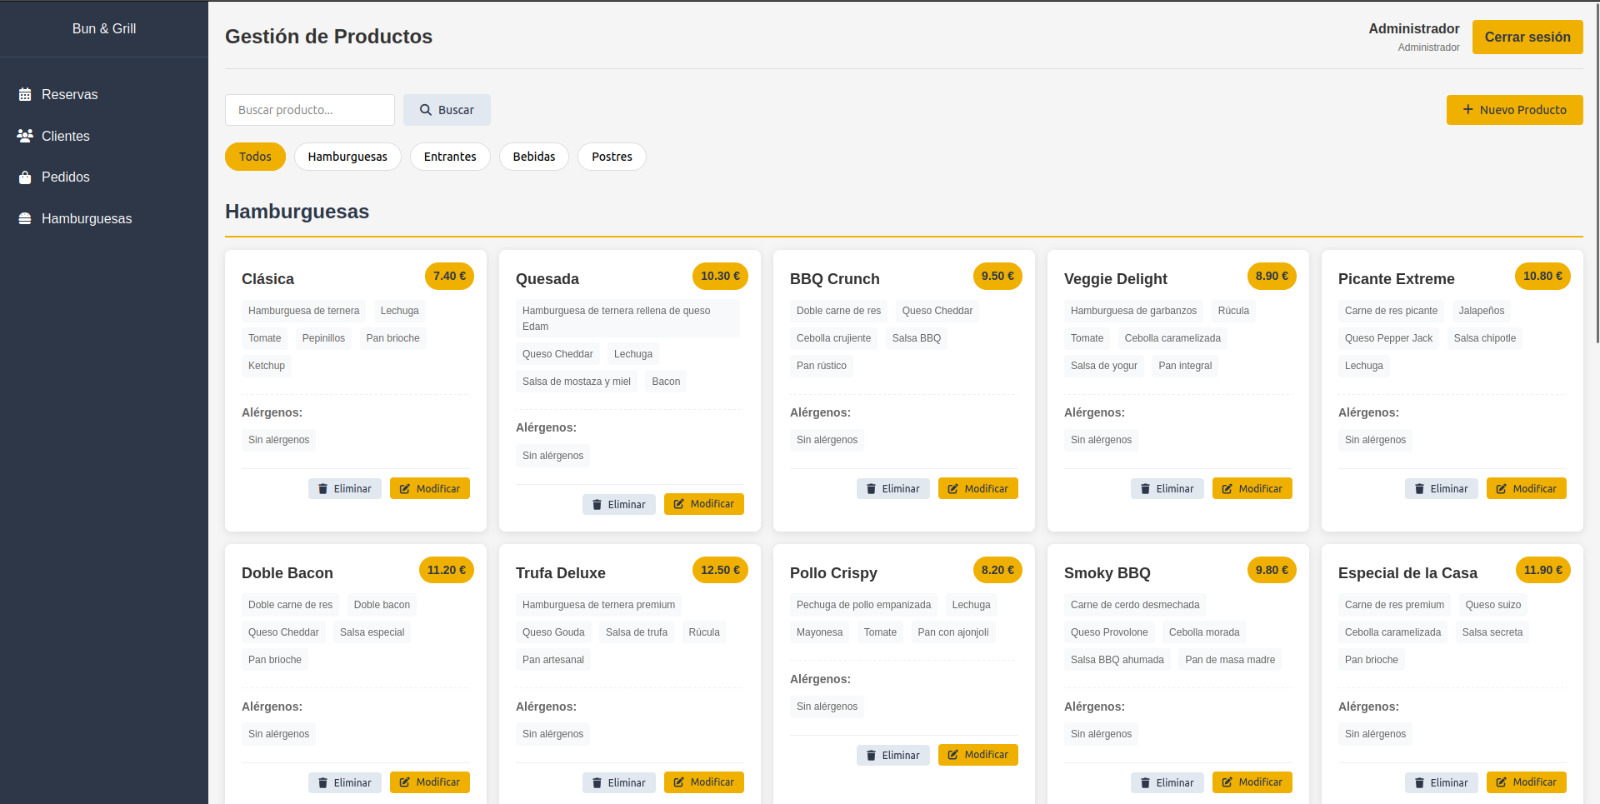 Bun & Grill
Reservas
Clientes
Pedidos
Hamburguesas
Gestión de Productos
Administrador
Administrador
Cerrar sesión
Buscar producto...
Buscar
Nuevo Producto
Todos
Hamburguesas
Entrantes
Bebidas
Postres
Hamburguesas
Clásica
7.40 €
Hamburguesa de ternera Lechuga
Tomate Pepinillos Pan brioche
Ketchup
Alérgenos:
Sin alérgenos
Eliminar Modificar
Quesada
10.30 €
Hamburguesa de ternera rellena de queso
Edam
Queso Cheddar Lechuga
Salsa de mostaza y miel Bacon
Alérgenos:
Sin alérgenos
Eliminar Modificar
BBQ Crunch
9.50 €
Doble carne de res Queso Cheddar
Cebolla crujiente Salsa BBQ
Pan rústico
Alérgenos:
Sin alérgenos
Eliminar Modificar
Veggie Delight
8.90 €
Hamburguesa de garbanzos Rúcula
Tomate Cebolla caramelizada
Salsa de yogur Pan integral
Alérgenos:
Sin alérgenos
Eliminar Modificar
Picante Extreme
10.80 €
Carne de res picante Jalapeños
Queso Pepper Jack Salsa chipotle
Lechuga
Alérgenos:
Sin alérgenos
Eliminar Modificar
Doble Bacon
11.20 €
Doble carne de res Doble bacon
Queso Cheddar Salsa especial
Pan brioche
Alérgenos:
Sin alérgenos
Eliminar Modificar
Trufa Deluxe
12.50 €
Hamburguesa de ternera premium
Queso Gouda Salsa de trufa Rúcula
Pan artesanal
Alérgenos:
Sin alérgenos
Eliminar Modificar
Pollo Crispy
8.20 €
Pechuga de pollo empanizada Lechuga
Mayonesa Tomate Pan con ajonjolí
Alérgenos:
Sin alérgenos
Eliminar Modificar
Smoky BBQ
9.80 €
Carne de cerdo desmechada
Queso Provolone Cebolla morada
Salsa BBQ ahumada Pan de masa madre
Alérgenos:
Sin alérgenos
Eliminar Modificar
Especial de la Casa
11.90 €
Carne de res premium Queso suizo
Cebolla caramelizada Salsa secreta
Pan brioche
Alérgenos:
Sin alérgenos
Eliminar Modificar